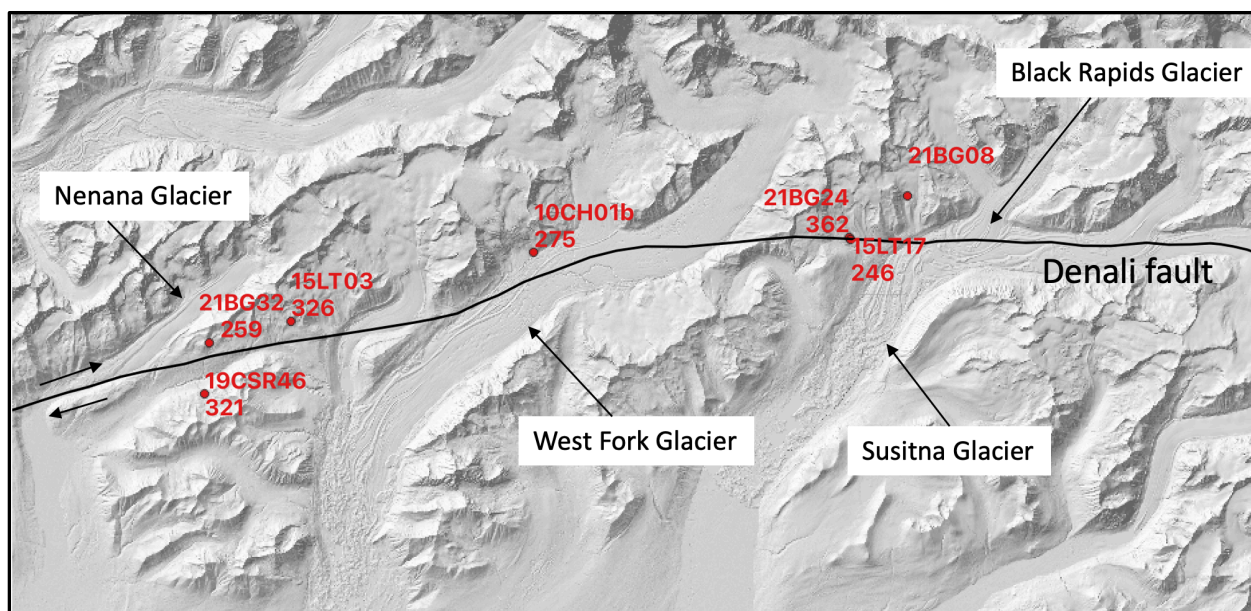 Black Rapids Glacier
21BG08
Nenana Glacier
21BG24
362
10CH01b
275
15LT17
246
Denali fault
15LT03
326
21BG32
259
19CSR46
321
West Fork Glacier
Susitna Glacier